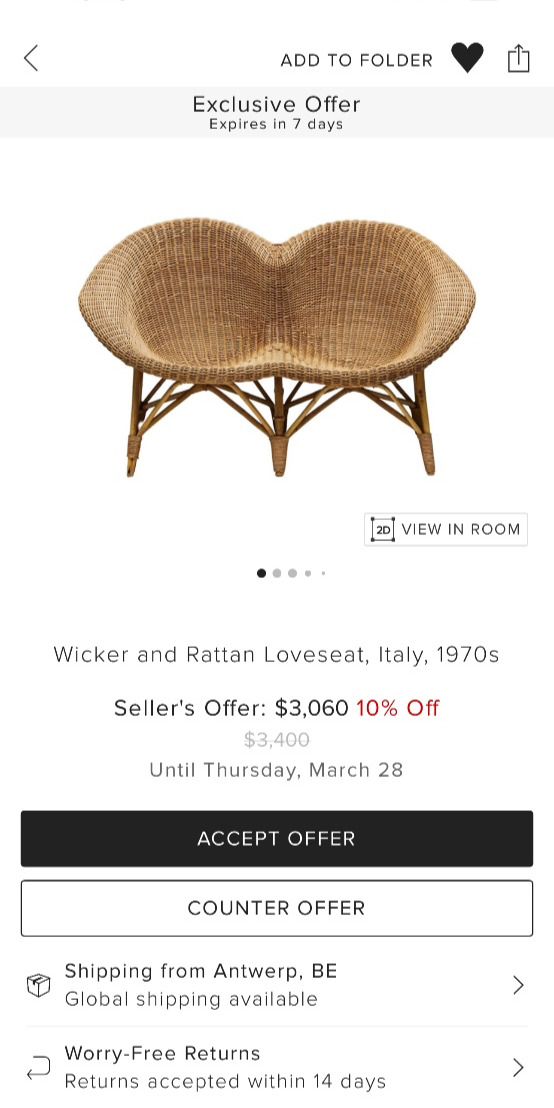 ADD TO FOLDER
Exclusive Offer
Expires in 7 days
2D VIEW IN ROOM
Wicker and Rattan Loveseat, Italy, 1970s
Seller's Offer: $3,060 10% Off
$3,400
Until Thursday, March 28
ACCEPT OFFER
COUNTER OFFER
Shipping from Antwerp, BE
Global shipping available
Worry-Free Returns
Returns accepted within 14 days